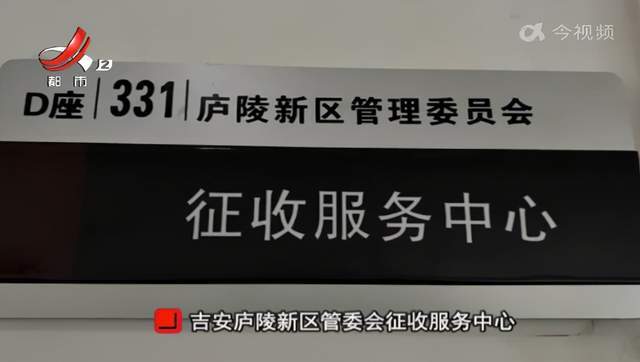 都市2
今视频
D座 331 庐陵新区管理委员会
征收服务中心
吉安庐陵新区管委会征收服务中心